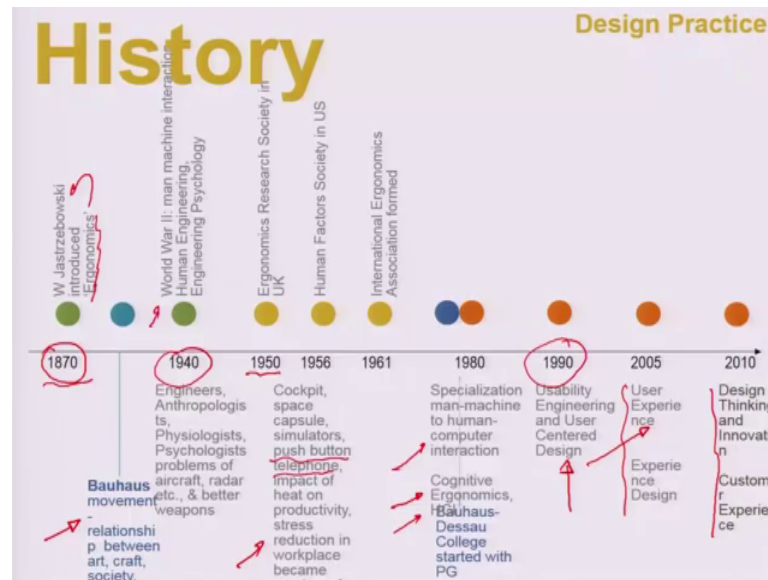 History
Design Practice
W Jastrzebowski
introduced
'Ergonomics'
World War II: man machine interaction
Human Engineering,
Engineering Psychology
Ergonomics Research Society in
UK
Human Factors Society in US
International Ergonomics
Association formed
1870
1940
1950
1956
1961
1980
1990
2005
2010
Bauhaus
movement
-
relationshi
p between
art, craft,
society,
Engineers,
Anthropologis
ts,
Physiologists,
Psychologists
problems of
aircraft, radar
etc., & better
weapons
Cockpit,
space
capsule,
simulators,
push button
telephone,
impact of
heat on
productivity,
stress
reduction in
workplace
became
Specialization
man-machine
to human-
computer
interaction
Cognitive
Ergonomics,
Bauhaus-
Dessau
College
started with
PG
Usability
Engineering
and User
Centered
Design
User
Experie
nce
Experie
nce
Design
Design
Thinking
and
Innovati
n
Custom
r
Experie
ce